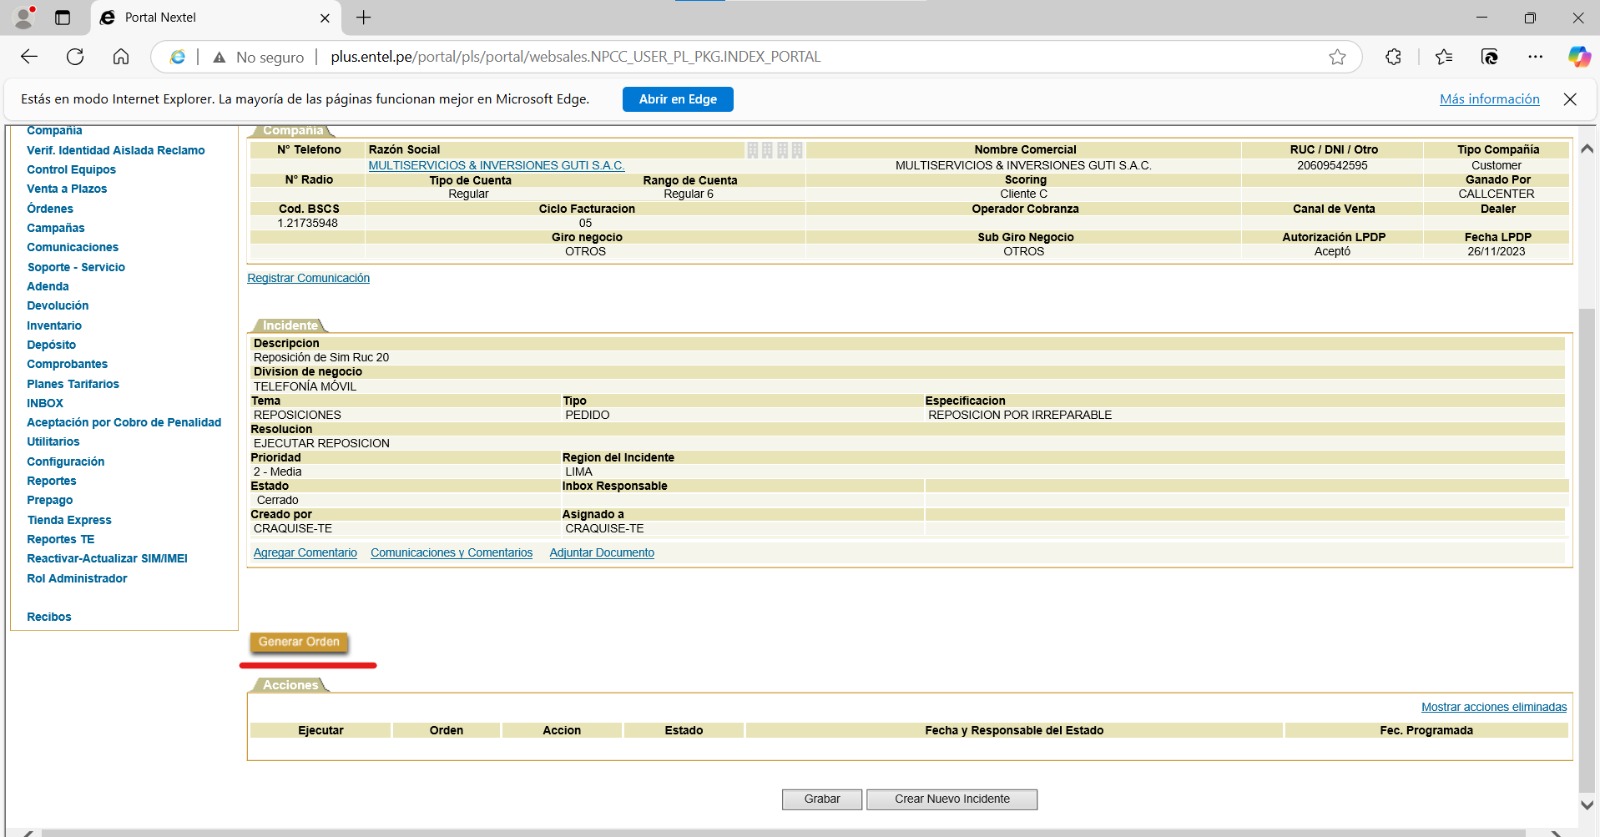 Portal Nextel
No seguro
plus.entel.pe/portal/pls/portal/websales.NPCC_USER_PL_PKG.INDEX_PORTAL
Estás en modo Internet Explorer. La mayoría de las páginas funcionan mejor en Microsoft Edge.
Abrir en Edge
Más información
Compañia
Verif. Identidad Aislada Reclamo
Control Equipos
Venta a Plazos
Órdenes
Campañas
Comunicaciones
Soporte - Servicio
Adenda
Devolución
Inventario
Depósito
Comprobantes
Planes Tarifarios
INBOX
Aceptación por Cobro de Penalidad
Utilitarios
Configuración
Reportes
Prepago
Tienda Express
Reportes TE
Reactivar-Actualizar SIM/IMEI
Rol Administrador
Recibos
Compañia
N° Telefono Razón Social Nombre Comercial RUC / DNI / Otro Tipo Compañía
MULTISERVICIOS & INVERSIONES GUTI S.A.C. MULTISERVICIOS & INVERSIONES GUTI S.A.C. 20609542595 Customer
N° Radio Tipo de Cuenta Rango de Cuenta Scoring Ganado Por
Regular Regular 6 Cliente C CALLCENTER
Cod. BSCS Ciclo Facturacion Operador Cobranza Canal de Venta Dealer
1.21735948 05
Giro negocio Sub Giro Negocio Autorización LPDP Fecha LPDP
OTROS OTROS Aceptó 26/11/2023
Registrar Comunicación
Incidente
Descripcion
Reposición de Sim Ruc 20
Division de negocio
TELEFONÍA MÓVIL
Tema Tipo Especificacion
REPOSICIONES PEDIDO REPOSICION POR IRREPARABLE
Resolucion
EJECUTAR REPOSICION
Prioridad Region del Incidente
2 - Media LIMA
Estado Inbox Responsable
Cerrado
Creado por Asignado a
CRAQUISE-TE CRAQUISE-TE
Agregar Comentario Comunicaciones y Comentarios Adjuntar Documento
Generar Orden
Acciones
Mostrar acciones eliminadas
Ejecutar Orden Accion Estado Fecha y Responsable del Estado Fec. Programada
Grabar Crear Nuevo Incidente